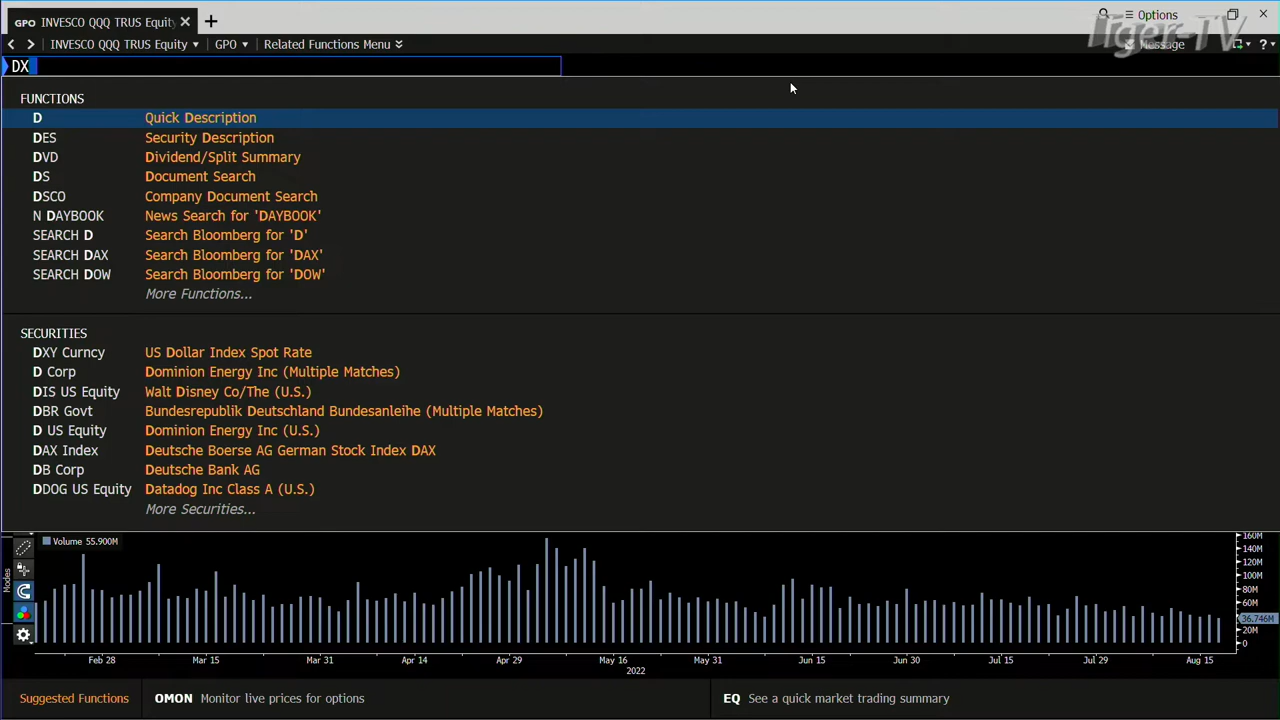 GPO INVESCO QQQ TRUS Equity
Options
Tiger-TV
INVESCO QQQ TRUS Equity GPO Related Functions Menu
Message ?
DX
FUNCTIONS
D Quick Description
DES Security Description
DVD Dividend/Split Summary
DS Document Search
DSCO Company Document Search
N DAYBOOK News Search for 'DAYBOOK'
SEARCH D Search Bloomberg for 'D'
SEARCH DAX Search Bloomberg for 'DAX'
SEARCH DOW Search Bloomberg for 'DOW'
More Functions...
SECURITIES
DXY Curncy US Dollar Index Spot Rate
D Corp Dominion Energy Inc (Multiple Matches)
DIS US Equity Walt Disney Co/The (U.S.)
DBR Govt Bundesrepublik Deutschland Bundesanleihe (Multiple Matches)
D US Equity Dominion Energy Inc (U.S.)
DAX Index Deutsche Boerse AG German Stock Index DAX
DB Corp Deutsche Bank AG
DDOG US Equity Datadog Inc Class A (U.S.)
More Securities...
Volume 55.900M
160M
140M
120M
100M
80M
60M
36.746M
20M
0
Modes
Feb 28 Mar 15 Mar 31 Apr 14 Apr 29 May 16 May 31 Jun 15 Jun 30 Jul 15 Jul 29 Aug 15
2022
Suggested Functions OMON Monitor live prices for options EQ See a quick market trading summary